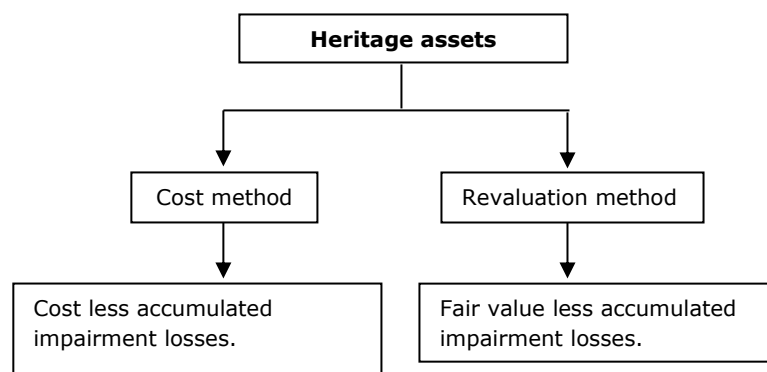 Heritage assets
Cost method
Revaluation method
Cost less accumulated
impairment losses.
Fair value less accumulated
impairment losses.